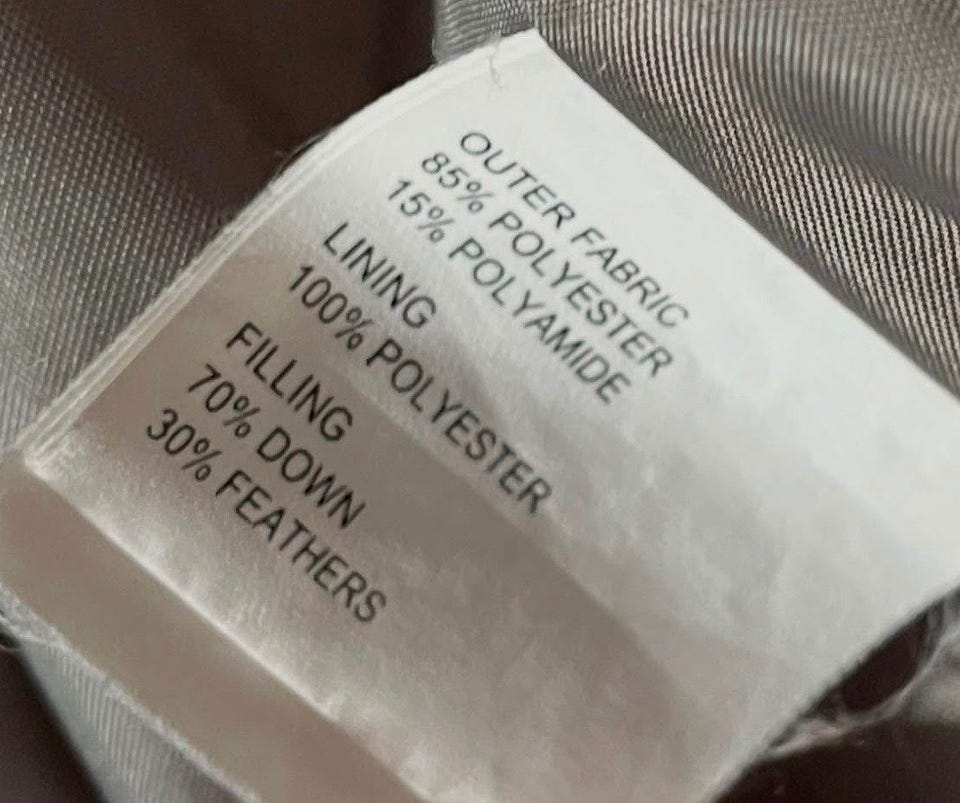 OUTER FABRIC
85% POLYESTER
15% POLYAMIDE
LINING
100% POLYESTER
FILLING
70% DOWN
30% FEATHERS